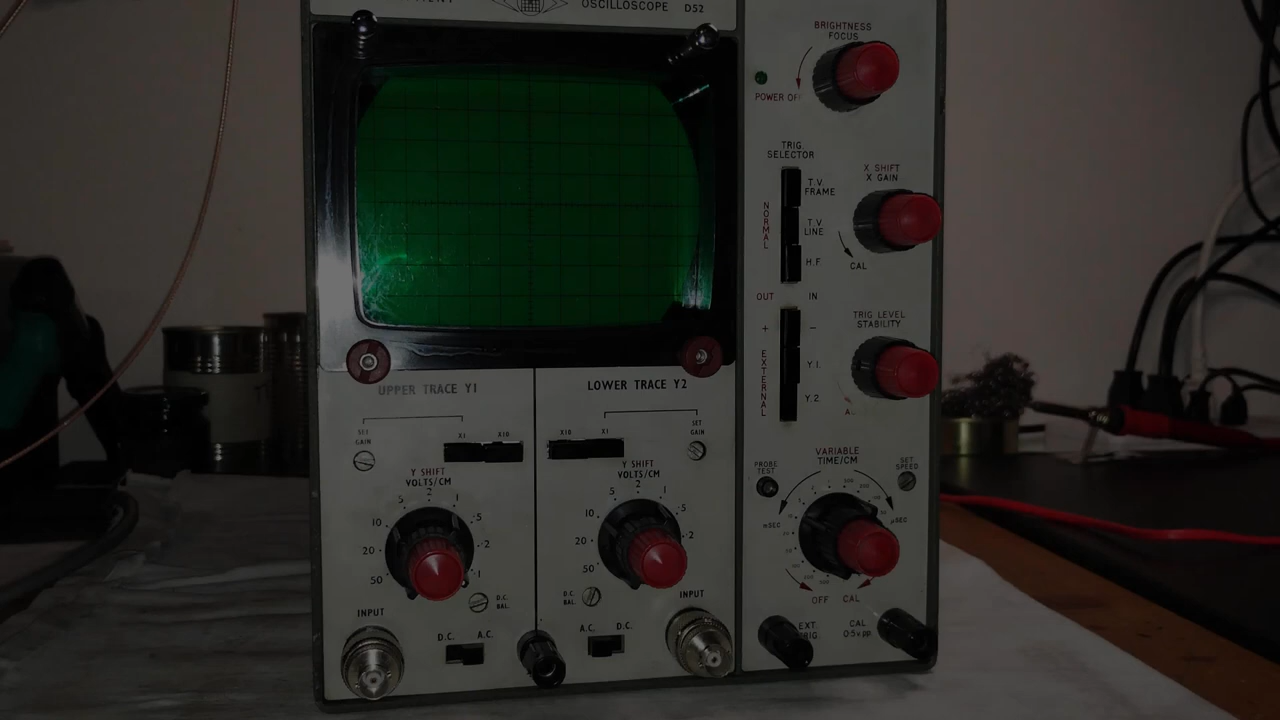 OSCILLOSCOPE D52
BRIGHTNESS
FOCUS
POWER OFF
TRIG.
SELECTOR
T.V
FRAME
T.V
LINE
H.F
NORMAL
X SHIFT
X GAIN
CAL
OUT IN
+ −
EXTERNAL
Y.1.
Y.2
TRIG LEVEL
STABILITY
UPPER TRACE Y1
LOWER TRACE Y2
SET
GAIN
X1 X10
X10 X1
SET
GAIN
Y SHIFT
VOLTS/CM
50 20 10 5 2 1 ·5 ·2 ·1
Y SHIFT
VOLTS/CM
50 20 10 5 2 1 ·5 ·2
VARIABLE
TIME/CM
PROBE
TEST
SET
SPEED
mSEC
µSEC
OFF CAL
D.C.
BAL.
D.C.
BAL.
INPUT
D.C. A.C.
A.C. D.C.
INPUT
EXT.
CAL
0·5v.pp